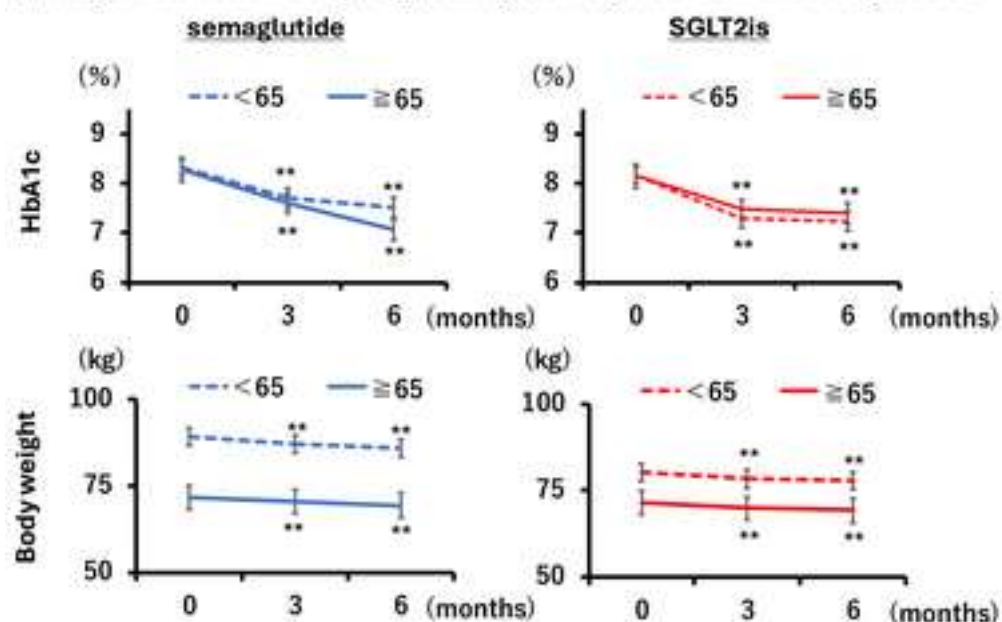 semaglutide
SGLT2is
(%)
<65 ≧65
9
8
7
6
** **
** **
0 3 6 (months)
HbA1c
(%)
<65 ≧65
9
8
7
6
** **
** **
0 3 6 (months)
(kg)
<65 ≧65
100
75
50
** **
** **
0 3 6 (months)
Body weight
(kg)
<65 ≧65
100
75
50
** **
** **
0 3 6 (months)